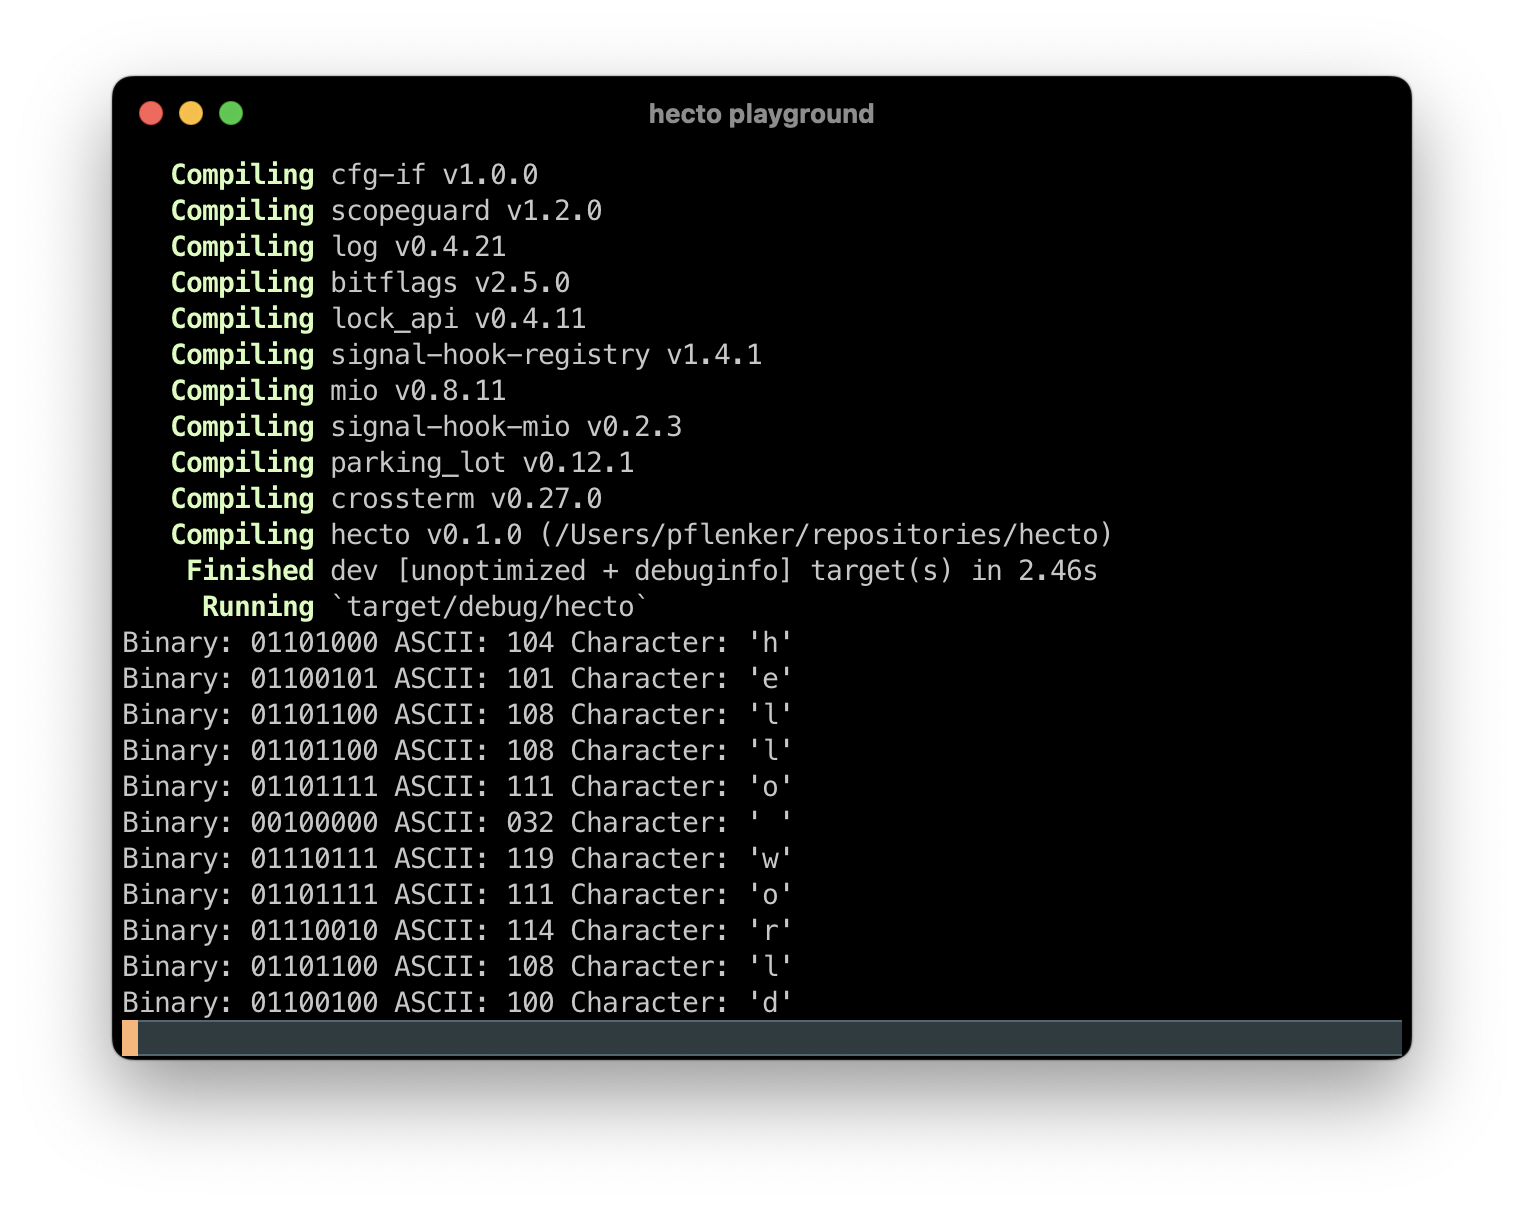 hecto playground
Compiling cfg-if v1.0.0
Compiling scopeguard v1.2.0
Compiling log v0.4.21
Compiling bitflags v2.5.0
Compiling lock_api v0.4.11
Compiling signal-hook-registry v1.4.1
Compiling mio v0.8.11
Compiling signal-hook-mio v0.2.3
Compiling parking_lot v0.12.1
Compiling crossterm v0.27.0
Compiling hecto v0.1.0 (/Users/pflenker/repositories/hecto)
Finished dev [unoptimized + debuginfo] target(s) in 2.46s
Running `target/debug/hecto`
Binary: 01101000 ASCII: 104 Character: 'h'
Binary: 01100101 ASCII: 101 Character: 'e'
Binary: 01101100 ASCII: 108 Character: 'l'
Binary: 01101100 ASCII: 108 Character: 'l'
Binary: 01101111 ASCII: 111 Character: 'o'
Binary: 00100000 ASCII: 032 Character: ' '
Binary: 01110111 ASCII: 119 Character: 'w'
Binary: 01101111 ASCII: 111 Character: 'o'
Binary: 01110010 ASCII: 114 Character: 'r'
Binary: 01101100 ASCII: 108 Character: 'l'
Binary: 01100100 ASCII: 100 Character: 'd'